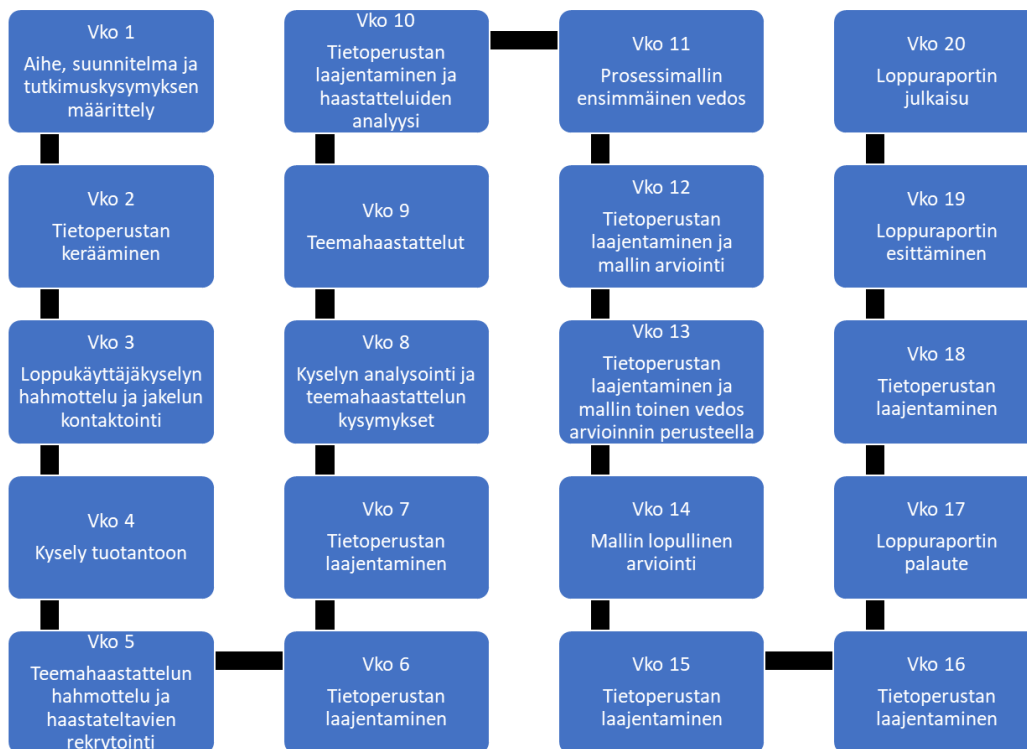 Vko 1
Aihe, suunnitelma ja
tutkimuskysymyksen
määrittely
Vko 2
Tietoperustan
kerääminen
Vko 3
Loppukäyttäjäkyselyn
hahmottelu ja jakelun
kontaktointi
Vko 4
Kysely tuotantoon
Vko 5
Teemahaastattelun
hahmottelu ja
haastateltavien
rekrytointi
Vko 6
Tietoperustan
laajentaminen
Vko 7
Tietoperustan
laajentaminen
Vko 8
Kyselyn analysointi ja
teemahaastattelun
kysymykset
Vko 9
Teemahaastattelut
Vko 10
Tietoperustan
laajentaminen ja
haastatteluiden
analyysi
Vko 11
Prosessimallin
ensimmäinen vedos
Vko 12
Tietoperustan
laajentaminen ja
mallin arviointi
Vko 13
Tietoperustan
laajentaminen ja
mallin toinen vedos
arvioinnin perusteella
Vko 14
Mallin lopullinen
arviointi
Vko 15
Tietoperustan
laajentaminen
Vko 16
Tietoperustan
laajentaminen
Vko 17
Loppuraportin
palaute
Vko 18
Tietoperustan
laajentaminen
Vko 19
Loppuraportin
esittäminen
Vko 20
Loppuraportin
julkaisu